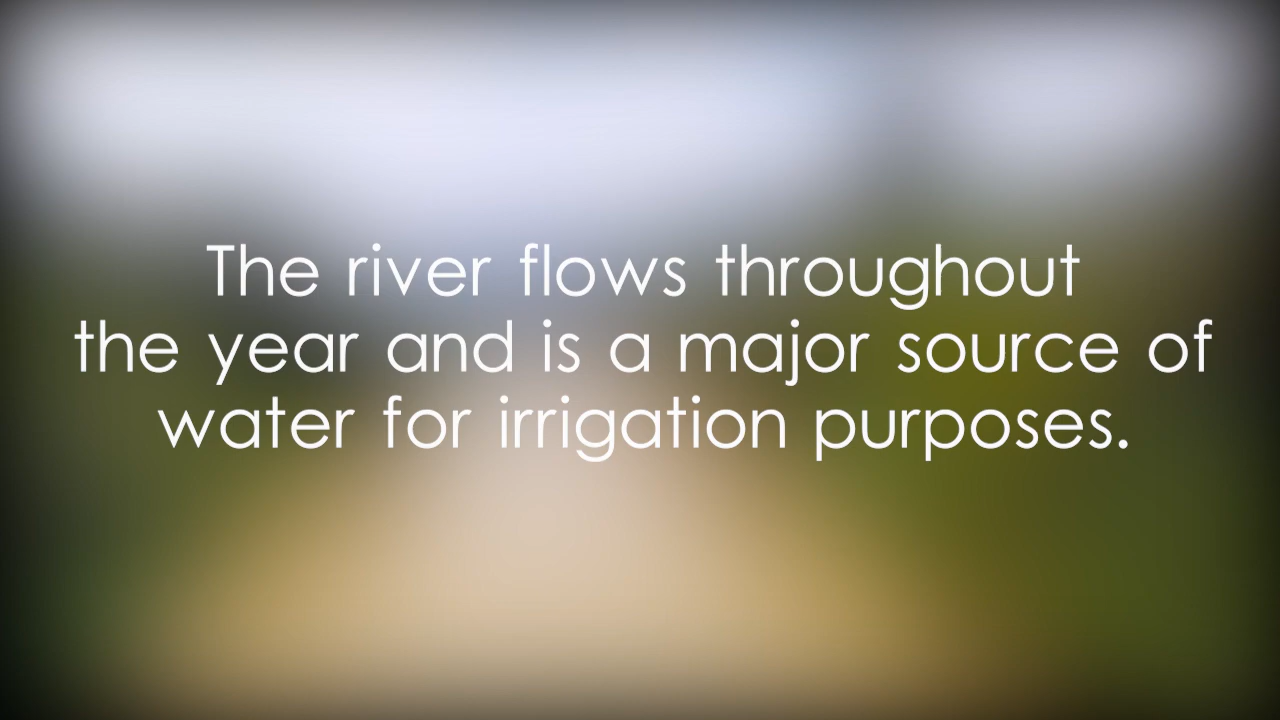 The river flows throughout
the year and is a major source of
water for irrigation purposes.